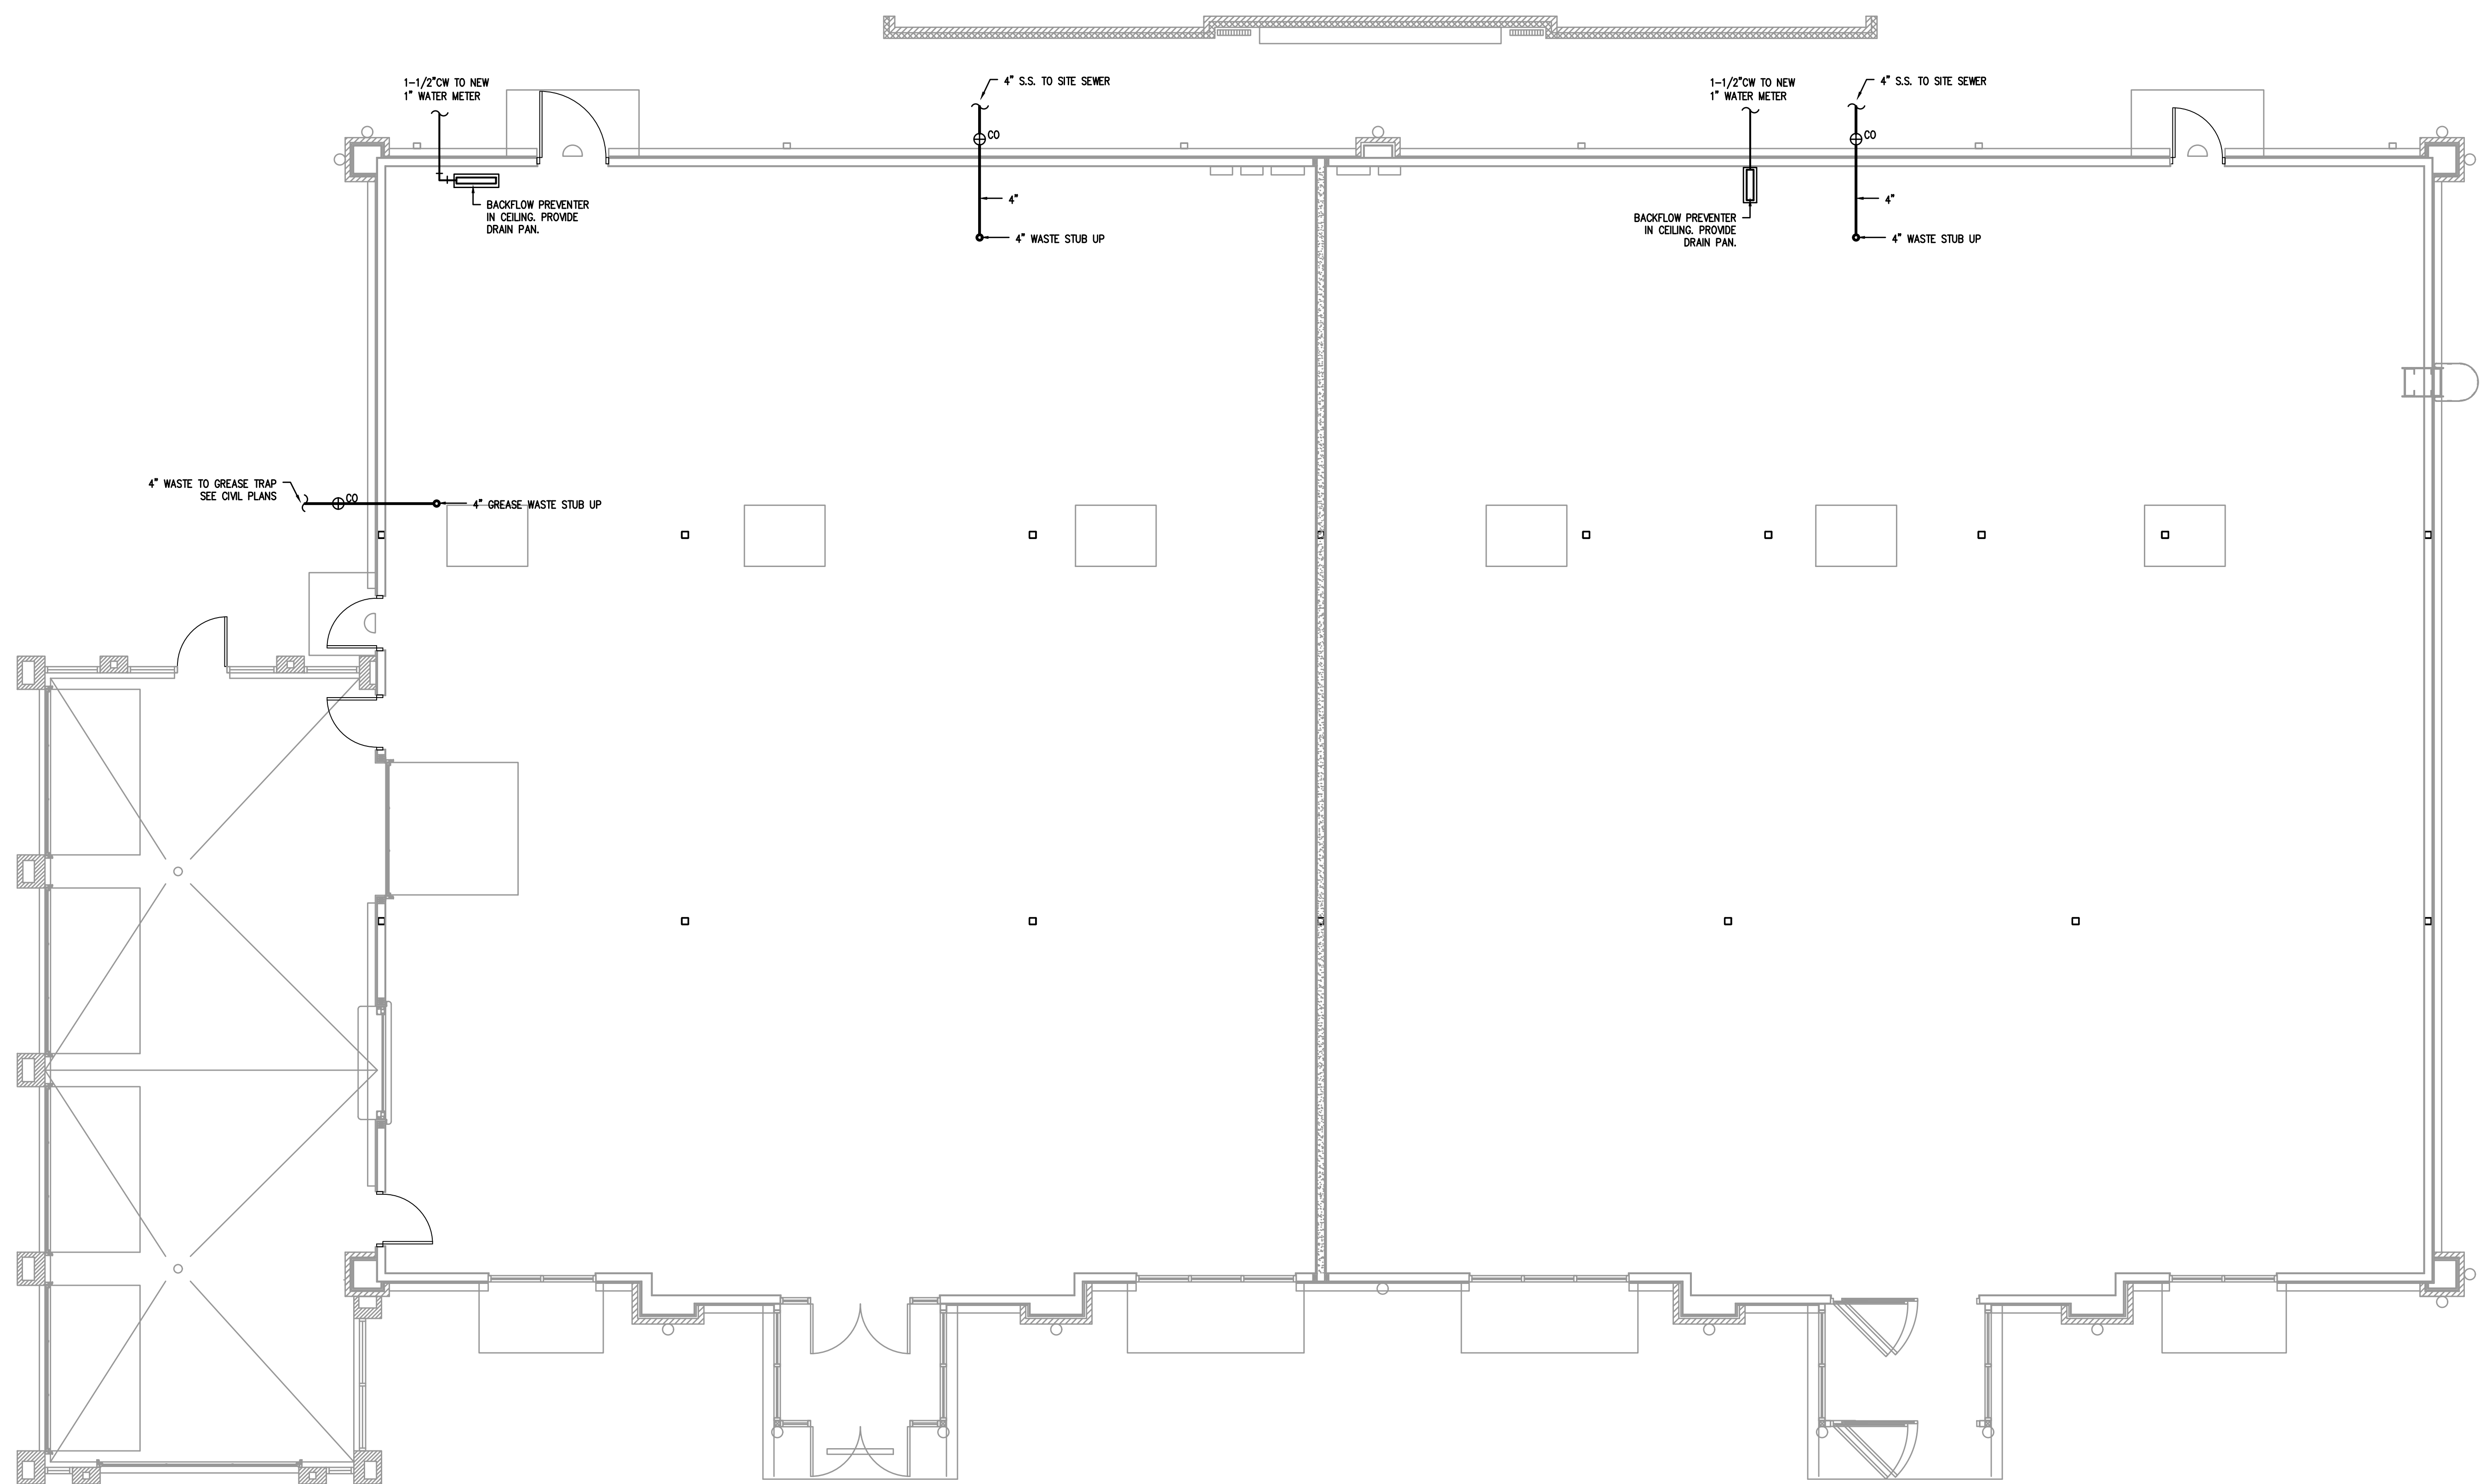 1-1/2"CW TO NEW
1" WATER METER
4" S.S. TO SITE SEWER
1-1/2"CW TO NEW
1" WATER METER
4" S.S. TO SITE SEWER
CO
CO
BACKFLOW PREVENTER
IN CEILING. PROVIDE
DRAIN PAN.
4"
4" WASTE STUB UP
BACKFLOW PREVENTER
IN CEILING. PROVIDE
DRAIN PAN.
4"
4" WASTE STUB UP
4" WASTE TO GREASE TRAP
SEE CIVIL PLANS
CO
4" GREASE WASTE STUB UP